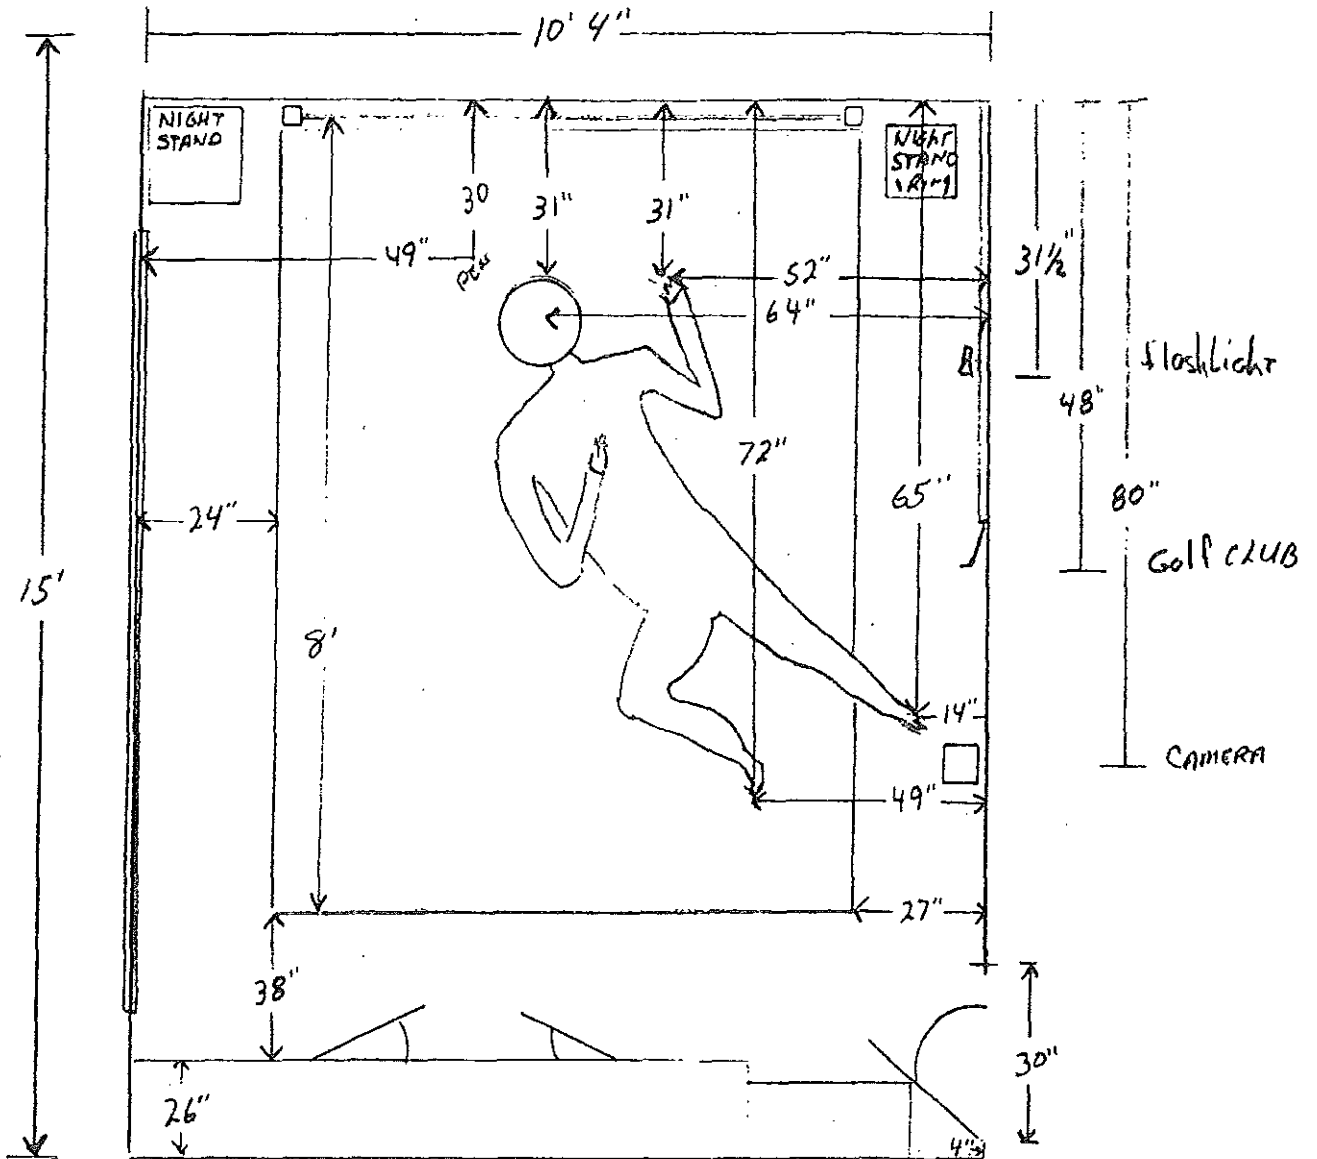 10' 4"
NIGHT
STAND
NIGHT
STAND
30
31"
31"
49"
PEN
52"
64"
31½"
Flashlight
48"
72"
65"
80"
24"
Golf CLUB
15'
8'
14"
CAMERA
49"
27"
38"
30"
26"
4"